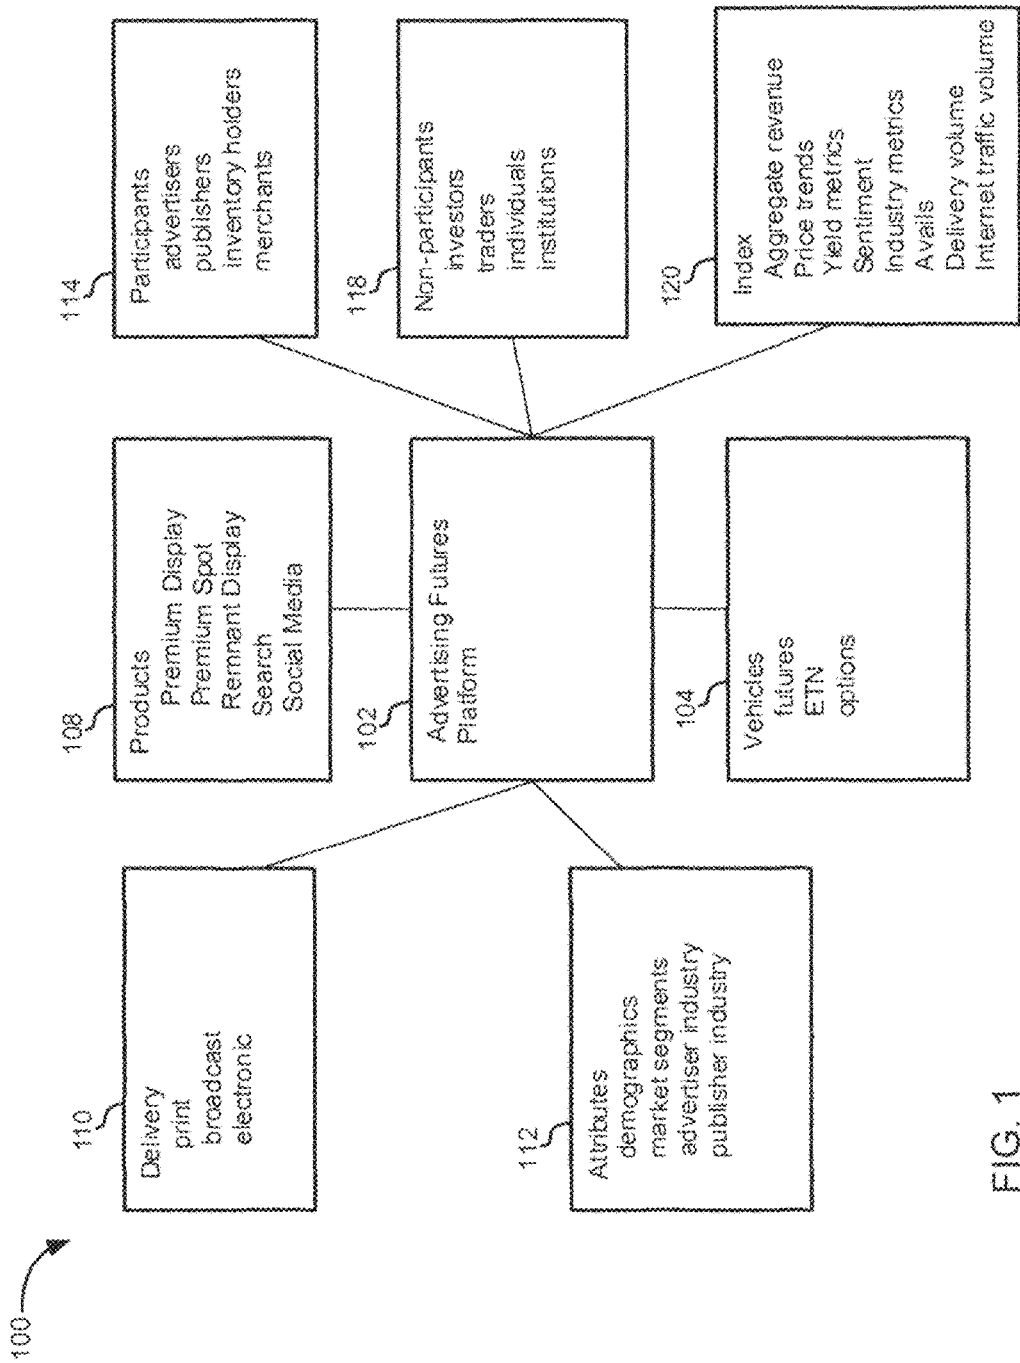 100
110
Delivery
print
broadcast
electronic
112
Attributes
demographics
market segments
advertiser industry
publisher industry
108
Products
Premium Display
Premium Spot
Remnant Display
Search
Social Media
102
Advertising Futures
Platform
104
Vehicles
futures
ETN
options
114
Participants
advertisers
publishers
inventory holders
merchants
118
Non-participants
investors
traders
individuals
institutions
120
Index
Aggregate revenue
Price trends
Yield metrics
Sentiment
Industry metrics
Avails
Delivery volume
Internet traffic volume
FIG. 1